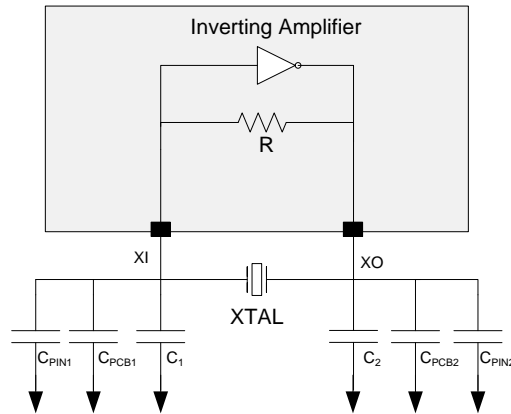 Inverting Amplifier
R
XI
XO
XTAL
CPIN1
CPCB1
C1
C2
CPCB2
CPIN2